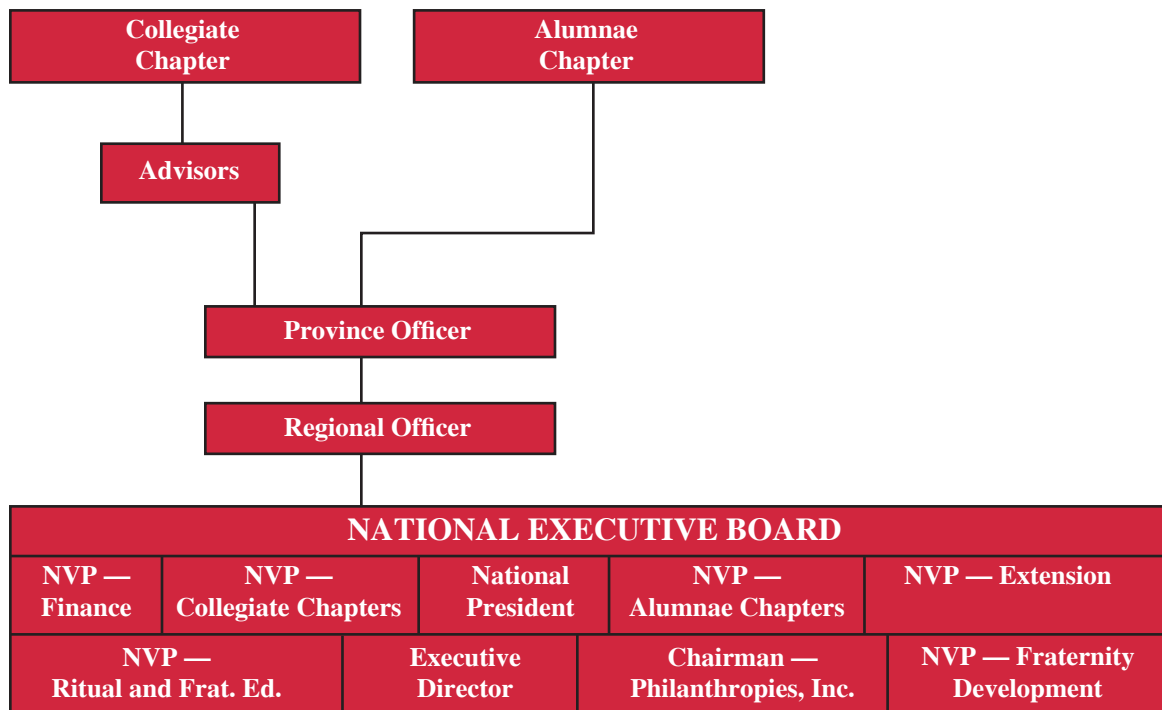 Collegiate
Chapter
Alumnae
Chapter
Advisors
Province Officer
Regional Officer
NATIONAL EXECUTIVE BOARD
NVP —
Finance
NVP —
Collegiate Chapters
National
President
NVP —
Alumnae Chapters
NVP — Extension
NVP —
Ritual and Frat. Ed.
Executive
Director
Chairman —
Philanthropies, Inc.
NVP — Fraternity
Development